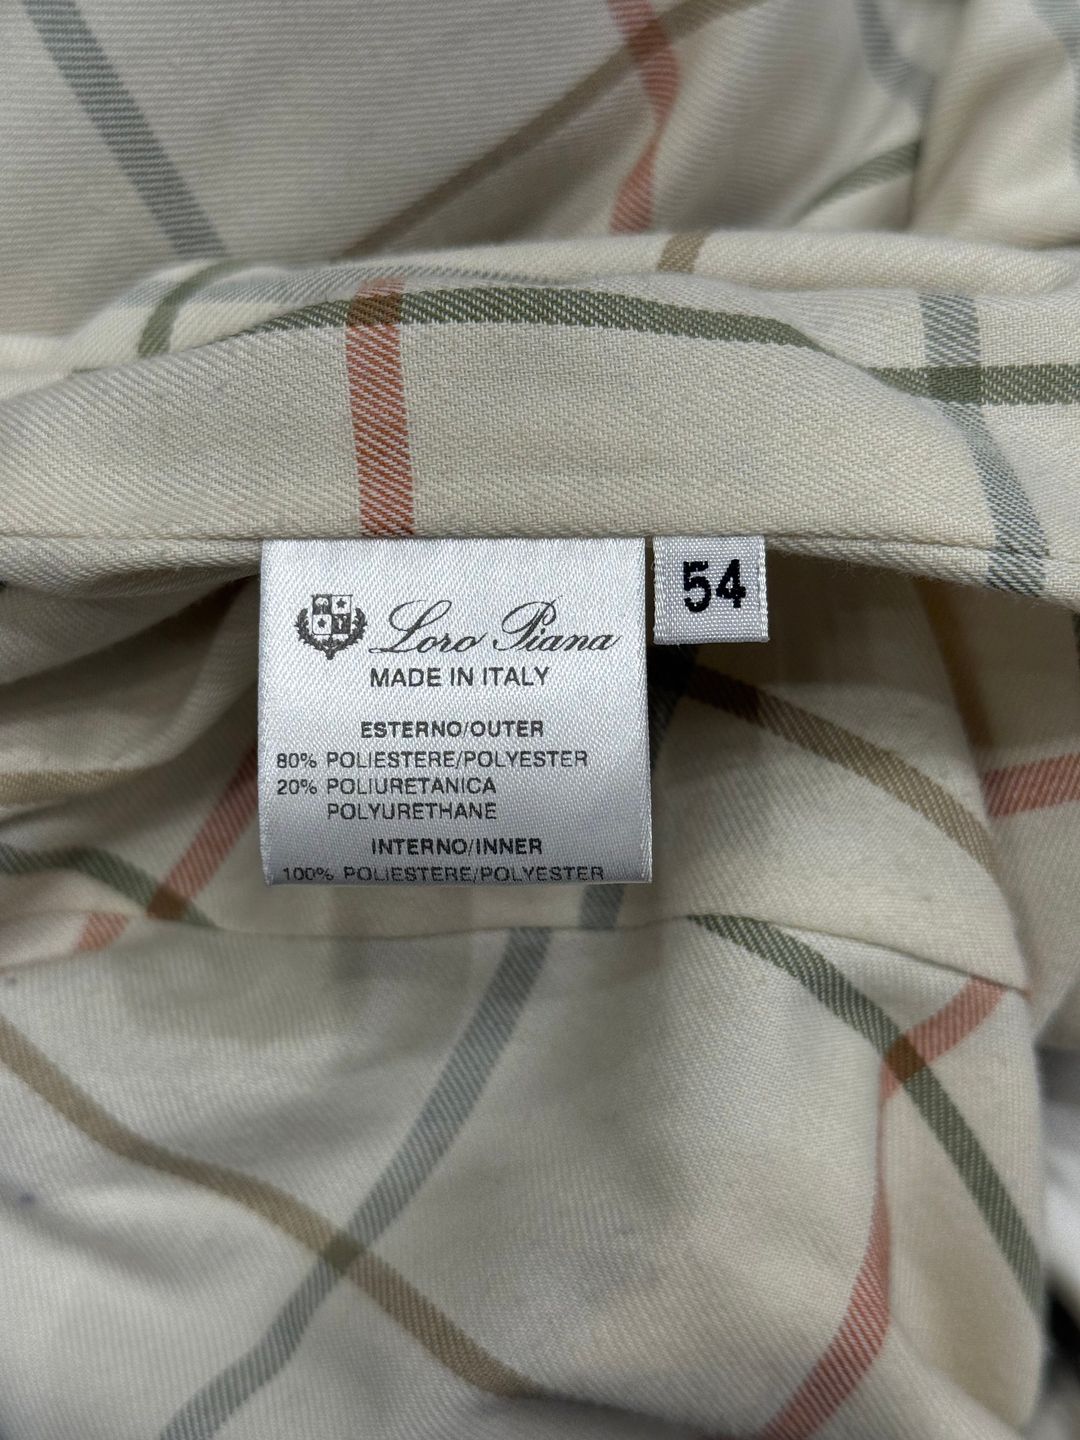 Loro Piana
54
MADE IN ITALY
ESTERNO/OUTER
80% POLIESTERE/POLYESTER
20% POLIURETANICA
POLYURETHANE
INTERNO/INNER
100% POLIESTERE/POLYESTER